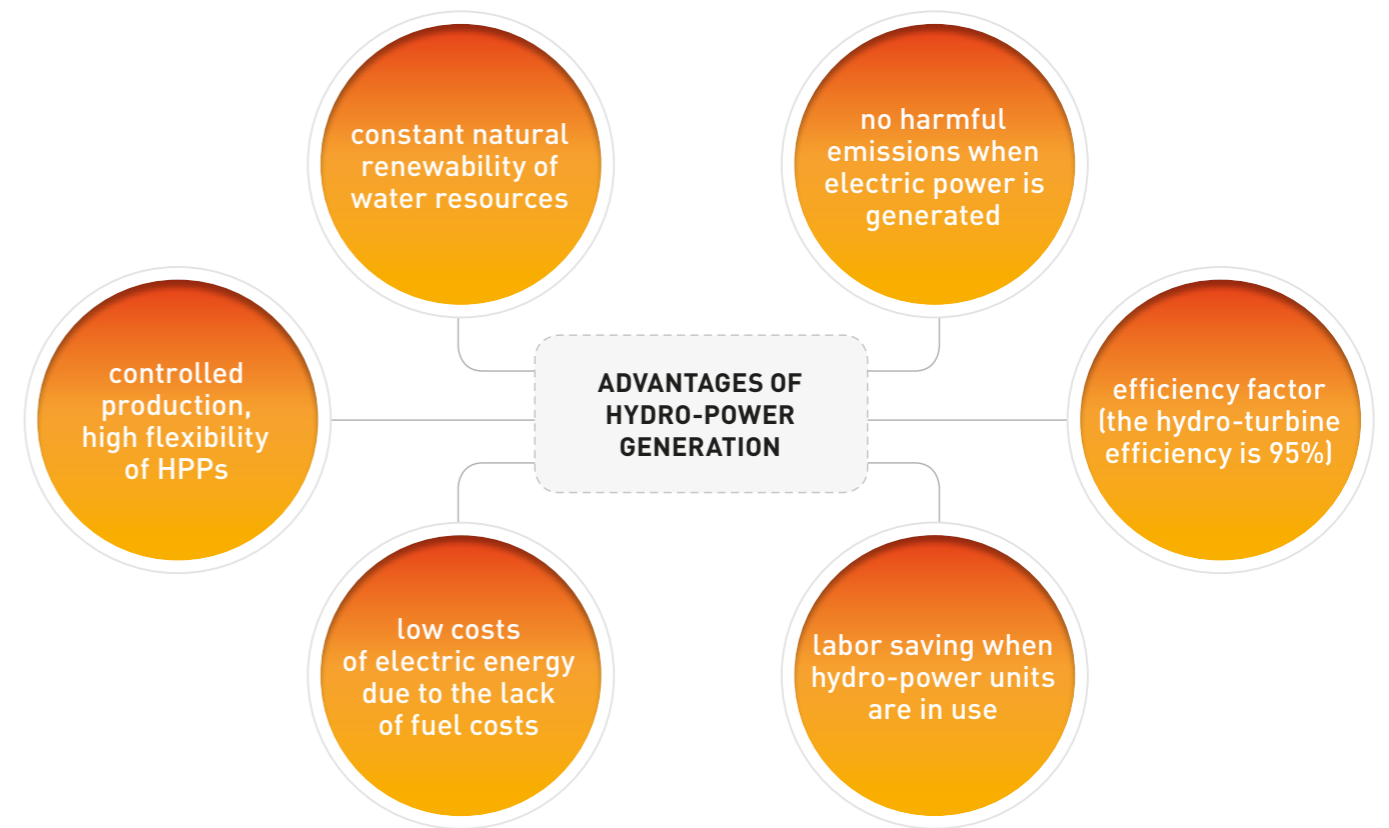 constant natural
renewability of
water resources
no harmful
emissions when
electric power is
generated
controlled
production,
high flexibility
of HPPs
ADVANTAGES OF
HYDRO-POWER
GENERATION
efficiency factor
(the hydro-turbine
efficiency is 95%)
low costs
of electric energy
due to the lack
of fuel costs
labor saving when
hydro-power units
are in use